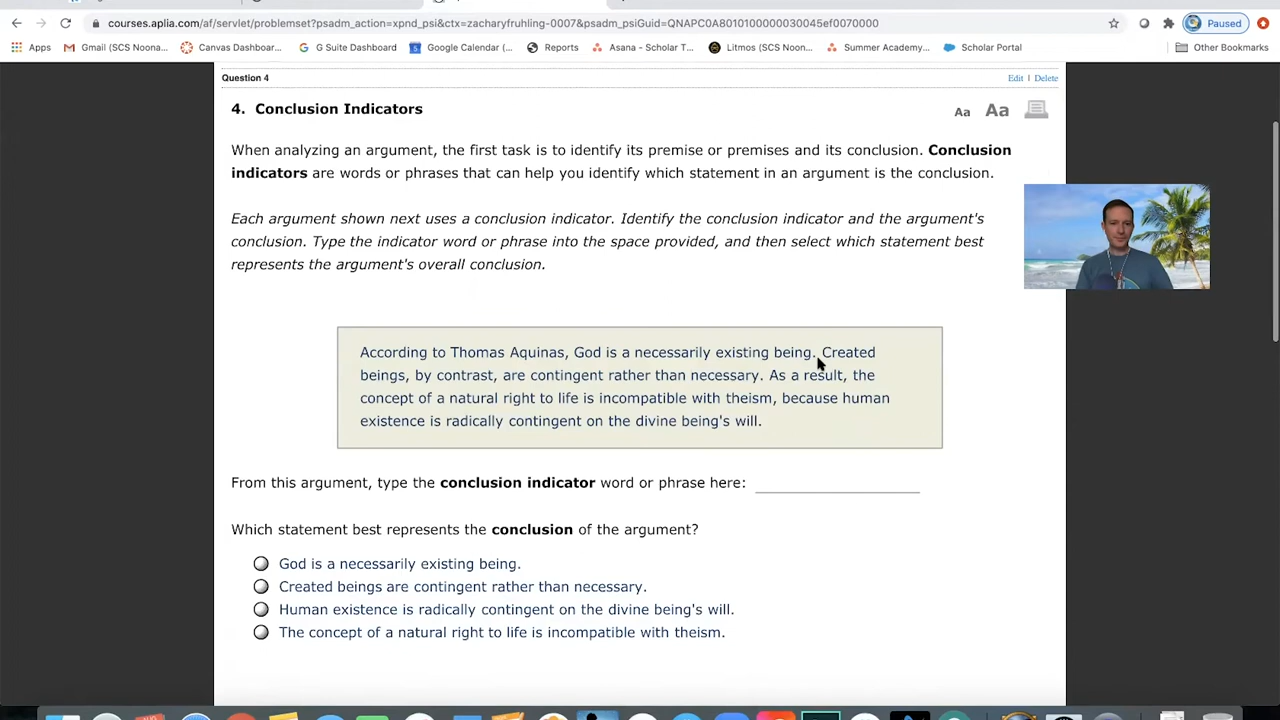 courses.aplia.com/af/servlet/problemset?psadm_action=xpnd_psi&ctx=zacharyfruhling-0007&psadm_psiGuid=QNAPC0A8010100000030045ef0070000
Paused
Apps
Gmail (SCS Noona...
Canvas Dashboar...
G Suite Dashboard
Google Calendar (...
Reports
Asana - Scholar T...
Litmos (SCS Noon...
Summer Academy...
Scholar Portal
Other Bookmarks
Question 4
Edit | Delete
4. Conclusion Indicators
Aa Aa
When analyzing an argument, the first task is to identify its premise or premises and its conclusion. Conclusion
indicators are words or phrases that can help you identify which statement in an argument is the conclusion.
Each argument shown next uses a conclusion indicator. Identify the conclusion indicator and the argument's
conclusion. Type the indicator word or phrase into the space provided, and then select which statement best
represents the argument's overall conclusion.
According to Thomas Aquinas, God is a necessarily existing being. Created
beings, by contrast, are contingent rather than necessary. As a result, the
concept of a natural right to life is incompatible with theism, because human
existence is radically contingent on the divine being's will.
From this argument, type the conclusion indicator word or phrase here:
Which statement best represents the conclusion of the argument?
God is a necessarily existing being.
Created beings are contingent rather than necessary.
Human existence is radically contingent on the divine being's will.
The concept of a natural right to life is incompatible with theism.